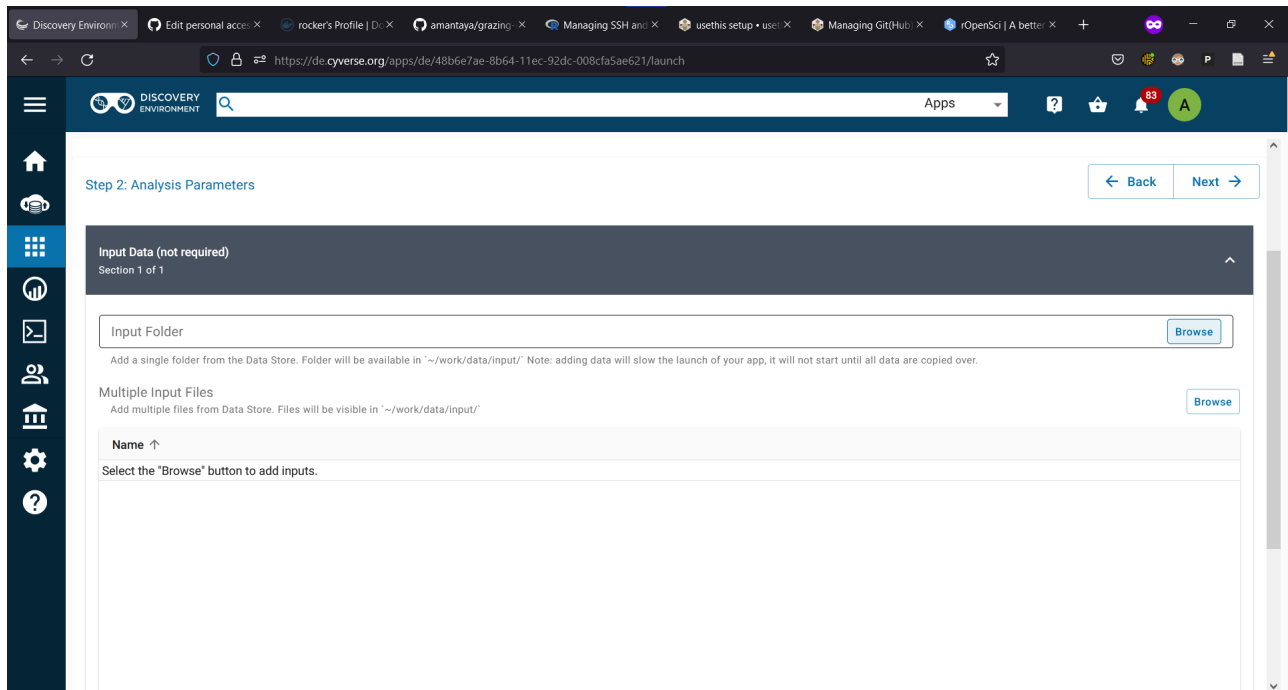 Discovery Environm
Edit personal acces
rocker's Profile | Do
amantaya/grazing-
Managing SSH and
usethis setup • uset
Managing Git(Hub)
rOpenSci | A better
https://de.cyverse.org/apps/de/48b6e7ae-8b64-11ec-92dc-008cfa5ae621/launch
P
DISCOVERY
ENVIRONMENT
Apps
83
A
Step 2: Analysis Parameters
Back
Next
Input Data (not required)
Section 1 of 1
Input Folder
Browse
Add a single folder from the Data Store. Folder will be available in `~/work/data/input/` Note: adding data will slow the launch of your app, it will not start until all data are copied over.
Multiple Input Files
Add multiple files from Data Store. Files will be visible in `~/work/data/input/`
Browse
Name
Select the "Browse" button to add inputs.